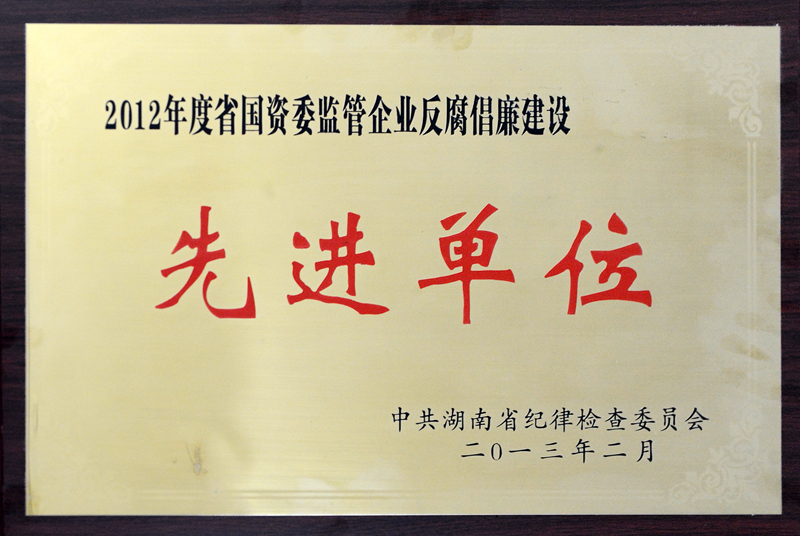 2012年度省国资委监管企业反腐倡廉建设
先进单位
中共湖南省纪律检查委员会
二0一三年二月